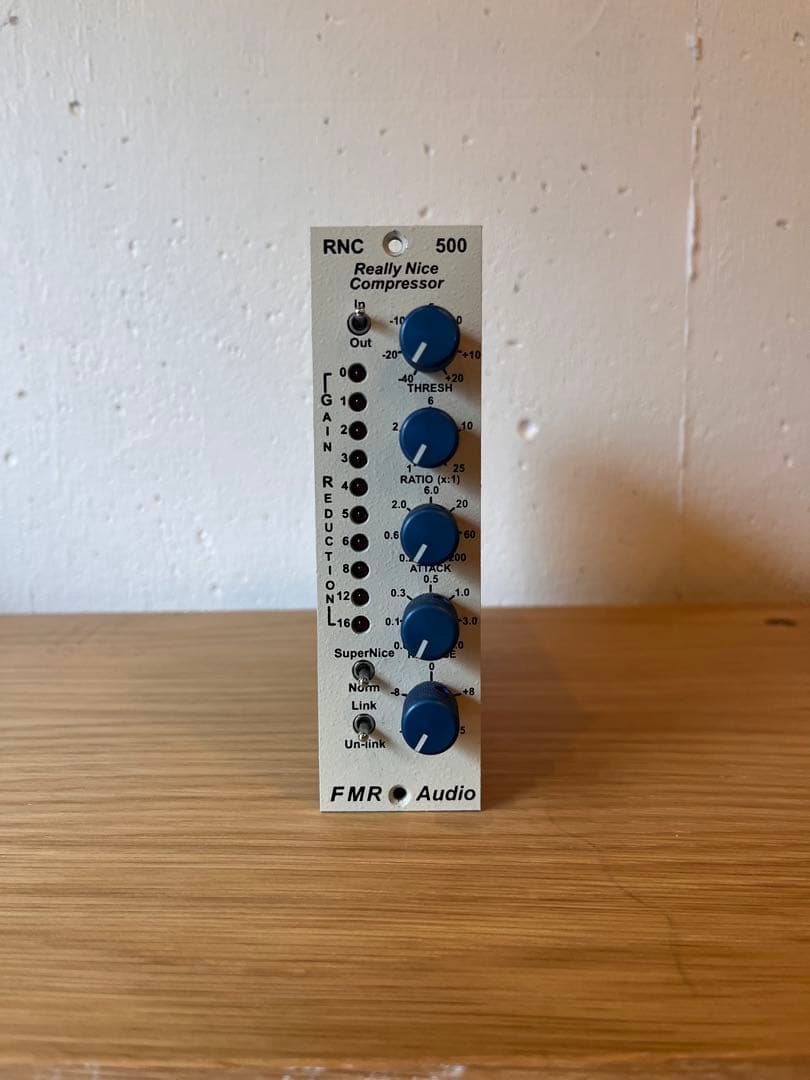 RNC 500
Really Nice
Compressor
In
Out
-10 0
-20 +10
-40 +20
THRESH
0
1
2
3
4
5
6
8
12
16
GAIN REDUCTION
6
2 10
1 25
RATIO (x:1)
6.0
2.0 20
0.6 60
ATTACK
0.5
0.3 1.0
0.1 3.0
SuperNice
Norm
0
-8 +8
Link
Un-link
FMR Audio